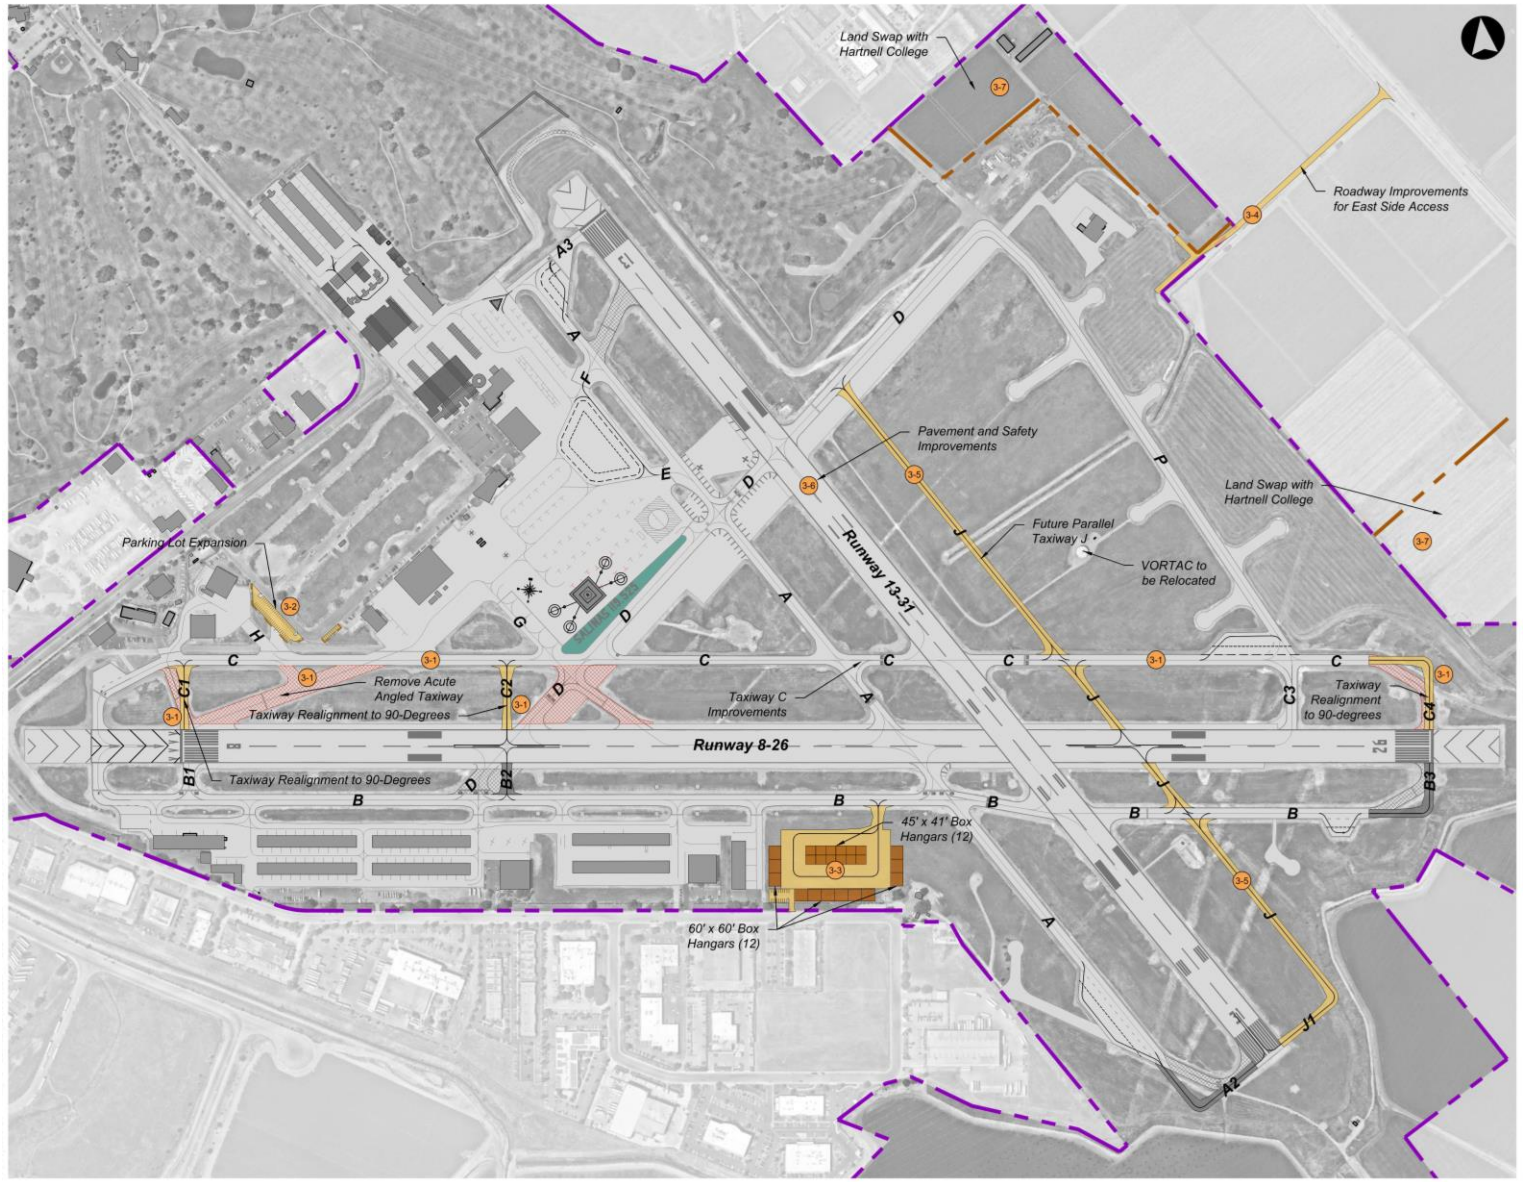 Land Swap with
Hartnell College
3-7
Roadway Improvements
for East Side Access
3-4
A3
13
A
D
F
Pavement and Safety
Improvements
P
E
D
3-5
3-6
Land Swap with
Hartnell College
Parking Lot Expansion
J
Future Parallel
Taxiway J *
3-7
Runway 13-31
VORTAC to
be Relocated
3-2
A
G
D
H
C
3-1
C
C
C
3-1
C
3-1
Remove Acute
Angled Taxiway
C1
C2
D
3-1
Taxiway Realignment to 90-Degrees
3-1
Taxiway C
Improvements
A
J
C3
Taxiway
Realignment
to 90-degrees
3-1
C4
8
Runway 8-26
26
B1
Taxiway Realignment to 90-Degrees
D
B2
J
B3
B
B
B
B
B
45' x 41' Box
Hangars (12)
3-3
3-5
60' x 60' Box
Hangars (12)
A
J
31
J1
A2